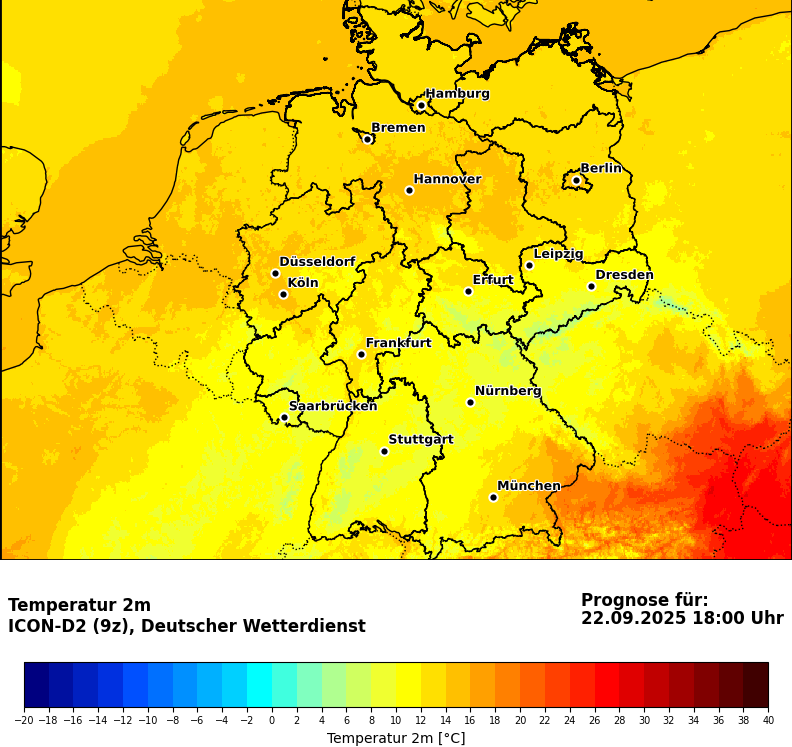 Hamburg
Bremen
Berlin
Hannover
Leipzig
Düsseldorf
Dresden
Köln
Erfurt
Frankfurt
Nürnberg
Saarbrücken
Stuttgart
München
Temperatur 2m
ICON-D2 (9z), Deutscher Wetterdienst
Prognose für:
22.09.2025 18:00 Uhr
−20 −18 −16 −14 −12 −10 −8 −6 −4 −2 0 2 4 6 8 10 12 14 16 18 20 22 24 26 28 30 32 34 36 38 40
Temperatur 2m [°C]